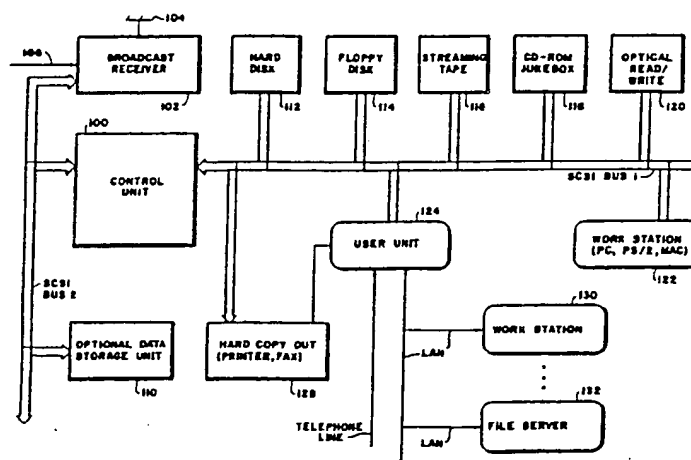 104
106
BROADCAST
RECEIVER
102
HARD
DISK
112
FLOPPY
DISK
114
STREAMING
TAPE
116
CD-ROM
JUKEBOX
118
OPTICAL
READ/
WRITE
120
100
CONTROL
UNIT
SCSI BUS 1
124
USER UNIT
WORK STATION
(PC, PS/2, MAC)
122
SCSI
BUS 2
130
WORK STATION
LAN
OPTIONAL DATA
STORAGE UNIT
110
HARD COPY OUT
(PRINTER, FAX)
128
132
FILE SERVER
LAN
TELEPHONE
LINE